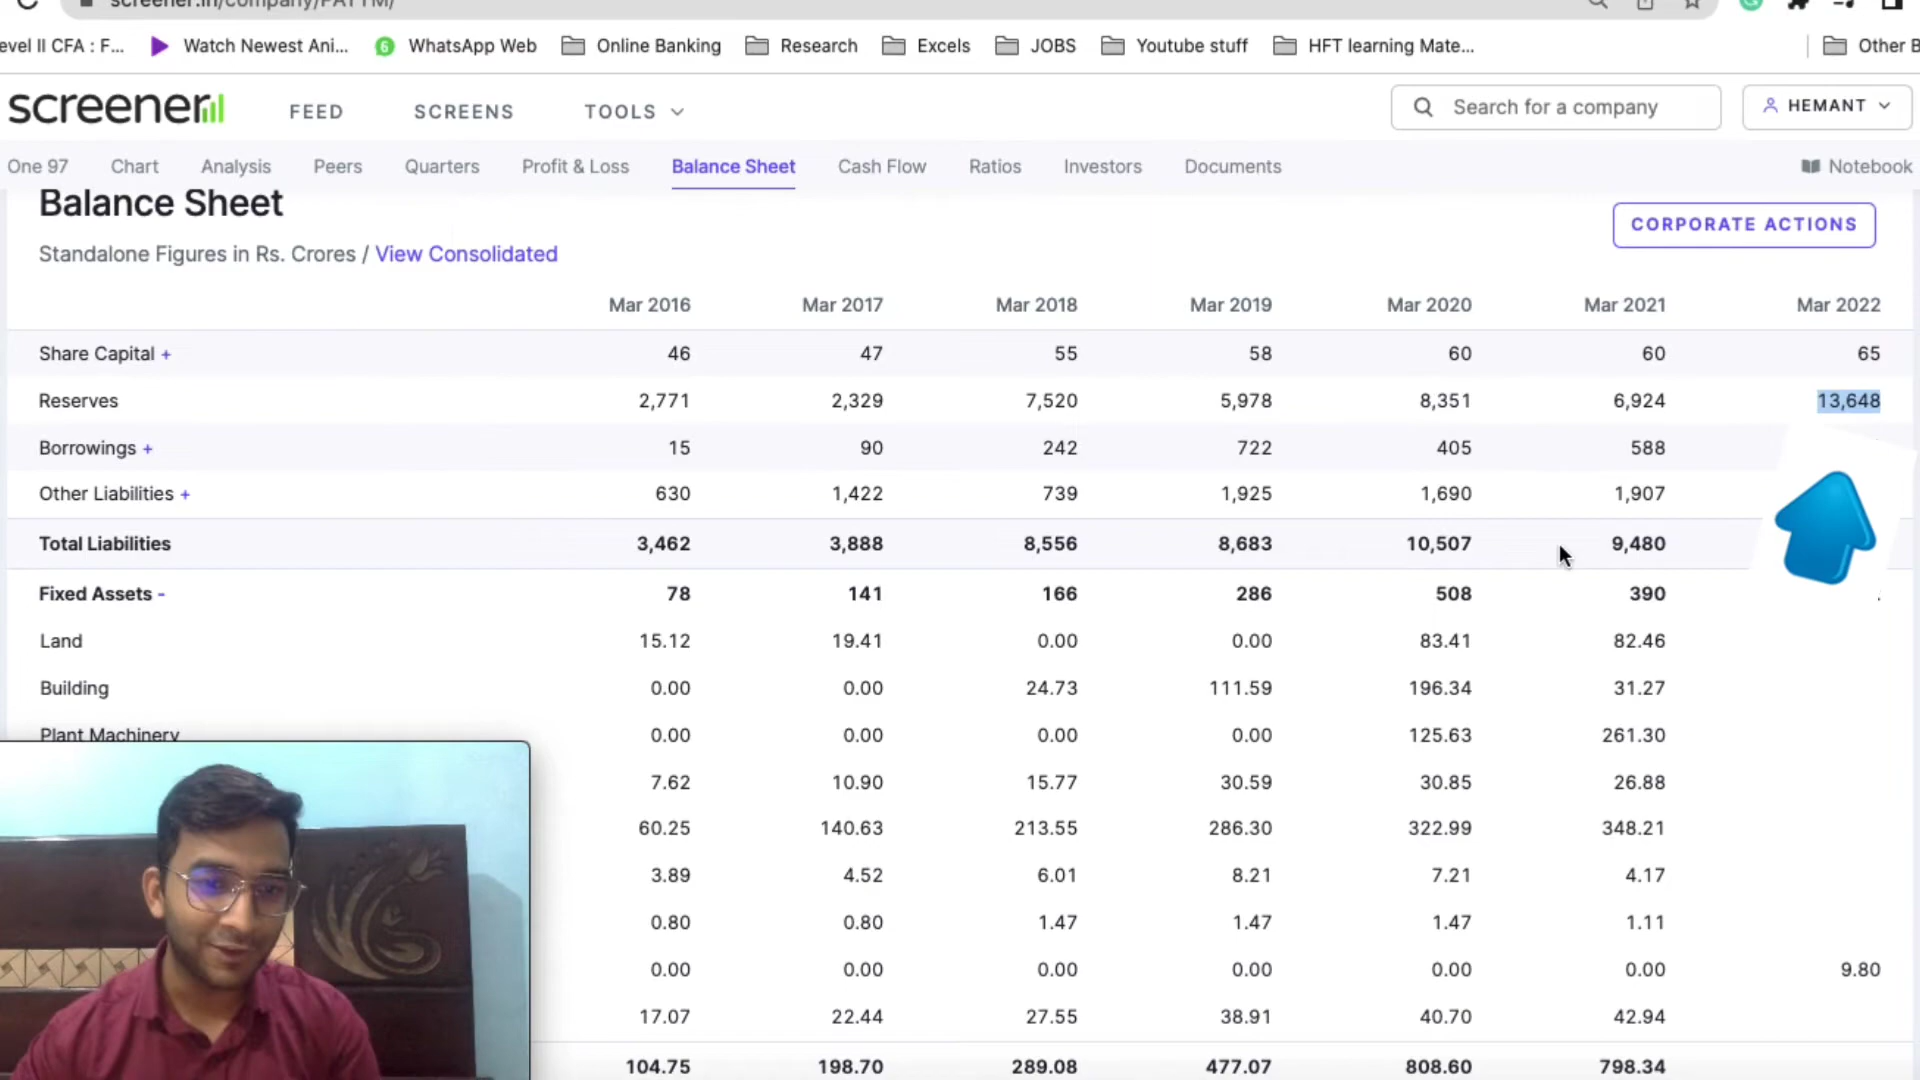 screener.in/company/PAYTM/
evel II CFA : F... Watch Newest Ani... 6 WhatsApp Web Online Banking Research Excels JOBS Youtube stuff HFT learning Mate... Other B
screener FEED SCREENS TOOLS Search for a company HEMANT
One 97 Chart Analysis Peers Quarters Profit & Loss Balance Sheet Cash Flow Ratios Investors Documents Notebook
Balance Sheet
CORPORATE ACTIONS
Standalone Figures in Rs. Crores / View Consolidated
Mar 2016 Mar 2017 Mar 2018 Mar 2019 Mar 2020 Mar 2021 Mar 2022
Share Capital + 46 47 55 58 60 60 65
Reserves 2,771 2,329 7,520 5,978 8,351 6,924 13,648
Borrowings + 15 90 242 722 405 588
Other Liabilities + 630 1,422 739 1,925 1,690 1,907
Total Liabilities 3,462 3,888 8,556 8,683 10,507 9,480
Fixed Assets - 78 141 166 286 508 390
Land 15.12 19.41 0.00 0.00 83.41 82.46
Building 0.00 0.00 24.73 111.59 196.34 31.27
Plant Machinery 0.00 0.00 0.00 0.00 125.63 261.30
7.62 10.90 15.77 30.59 30.85 26.88
60.25 140.63 213.55 286.30 322.99 348.21
3.89 4.52 6.01 8.21 7.21 4.17
0.80 0.80 1.47 1.47 1.47 1.11
0.00 0.00 0.00 0.00 0.00 0.00 9.80
17.07 22.44 27.55 38.91 40.70 42.94
104.75 198.70 289.08 477.07 808.60 798.34